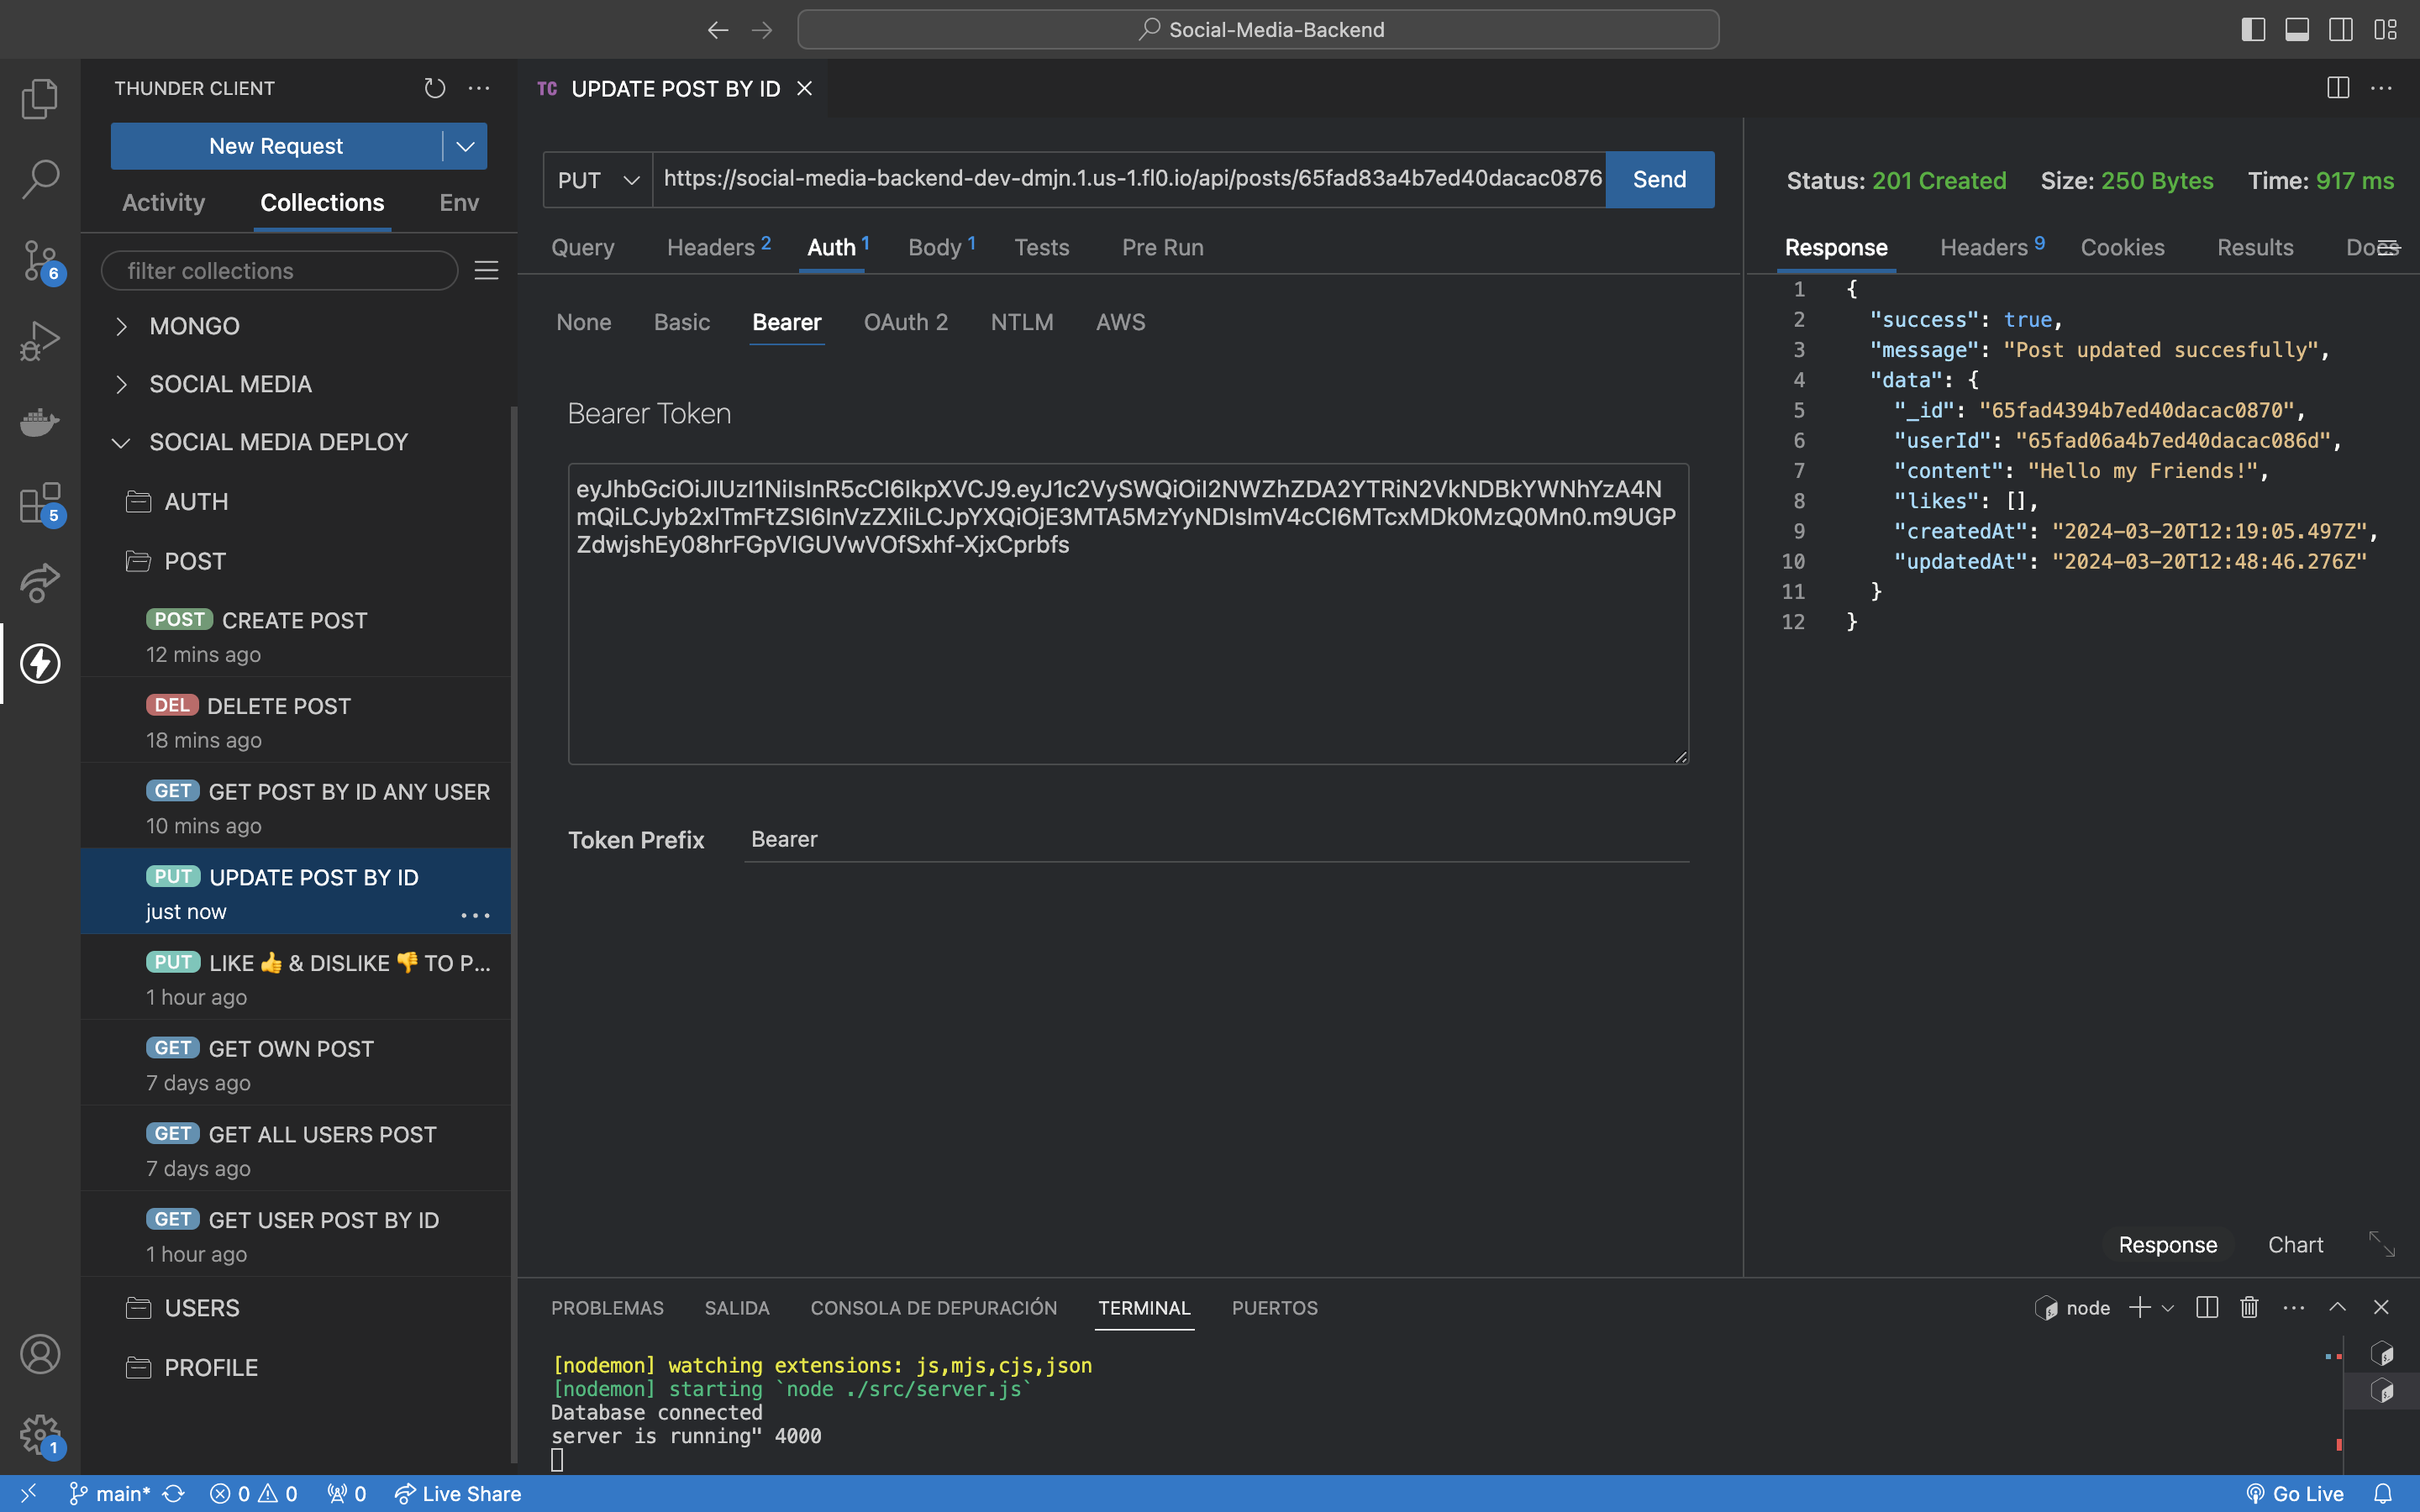 Social-Media-Backend
THUNDER CLIENT
New Request
Activity Collections Env
filter collections
MONGO
SOCIAL MEDIA
SOCIAL MEDIA DEPLOY
AUTH
POST
POST CREATE POST
12 mins ago
DEL DELETE POST
18 mins ago
GET GET POST BY ID ANY USER
10 mins ago
PUT UPDATE POST BY ID
just now
PUT LIKE 👍 & DISLIKE 👎 TO P...
1 hour ago
GET GET OWN POST
7 days ago
GET GET ALL USERS POST
7 days ago
GET GET USER POST BY ID
1 hour ago
USERS
PROFILE
6
5
1
TC UPDATE POST BY ID
PUT https://social-media-backend-dev-dmjn.1.us-1.fl0.io/api/posts/65fad83a4b7ed40dacac0876 Send
Query Headers 2 Auth 1 Body 1 Tests Pre Run
None Basic Bearer OAuth 2 NTLM AWS
Bearer Token
eyJhbGciOiJIUzI1NiIsInR5cCI6IkpXVCJ9.eyJ1c2VySWQiOiI2NWZhZDA2YTRiN2VkNDBkYWNhYzA4N
mQiLCJyb2xlTmFtZSI6InVzZXIiLCJpYXQiOjE3MTA5MzYyNDIsImV4cCI6MTcxMDk0MzQ0Mn0.m9UGP
ZdwjshEy08hrFGpVIGUVwVOfSxhf-XjxCprbfs
Token Prefix Bearer
Status: 201 Created Size: 250 Bytes Time: 917 ms
Response Headers 9 Cookies Results Docs
1 {
2 "success": true,
3 "message": "Post updated succesfully",
4 "data": {
5 "_id": "65fad4394b7ed40dacac0870",
6 "userId": "65fad06a4b7ed40dacac086d",
7 "content": "Hello my Friends!",
8 "likes": [],
9 "createdAt": "2024-03-20T12:19:05.497Z",
10 "updatedAt": "2024-03-20T12:48:46.276Z"
11 }
12 }
Response Chart
PROBLEMAS SALIDA CONSOLA DE DEPURACIÓN TERMINAL PUERTOS
node
[nodemon] watching extensions: js,mjs,cjs,json
[nodemon] starting `node ./src/server.js`
Database connected
server is running" 4000
main* 0 0 0 Live Share Go Live